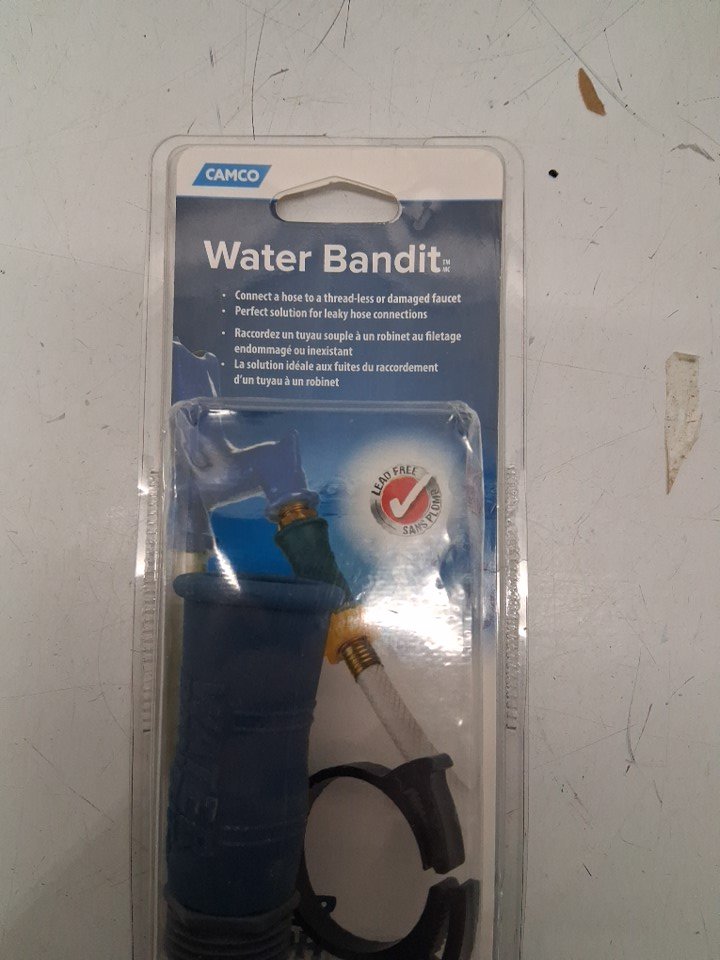 CAMCO
Water Bandit™ MC
• Connect a hose to a thread-less or damaged faucet
• Perfect solution for leaky hose connections
• Raccordez un tuyau souple à un robinet au filetage
endommagé ou inexistant
• La solution idéale aux fuites du raccordement
d'un tuyau à un robinet
LEAD FREE
SANS PLOMB